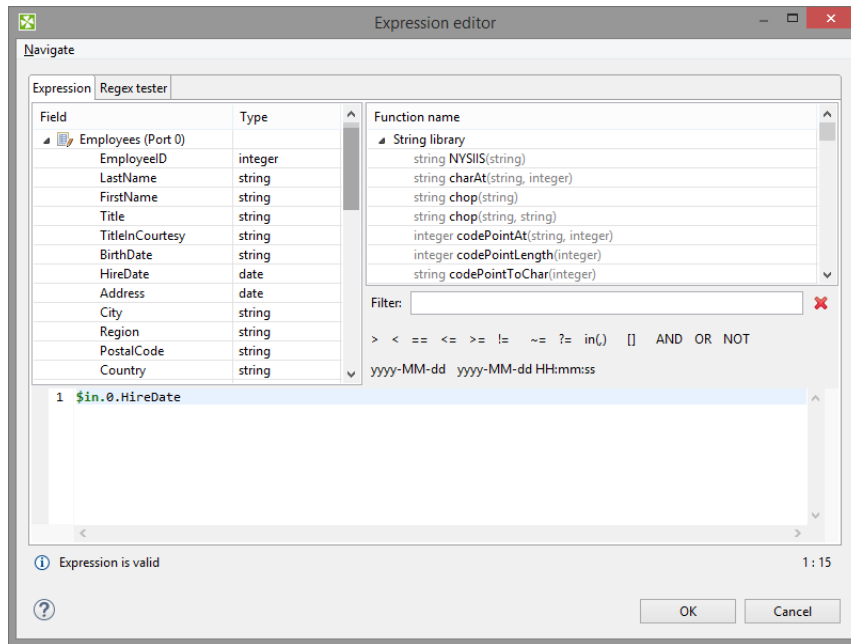 Expression editor
Navigate
Expression Regex tester
Field Type
Employees (Port 0)
EmployeeID integer
LastName string
FirstName string
Title string
TitleInCourtesy string
BirthDate string
HireDate date
Address date
City string
Region string
PostalCode string
Country string
Function name
String library
string NYSIIS(string)
string charAt(string, integer)
string chop(string)
string chop(string, string)
integer codePointAt(string, integer)
integer codePointLength(integer)
string codePointToChar(integer)
Filter:
> < == <= >= != ~= ?= in(,) [] AND OR NOT
yyyy-MM-dd yyyy-MM-dd HH:mm:ss
1 $in.0.HireDate
Expression is valid 1 : 15
OK Cancel